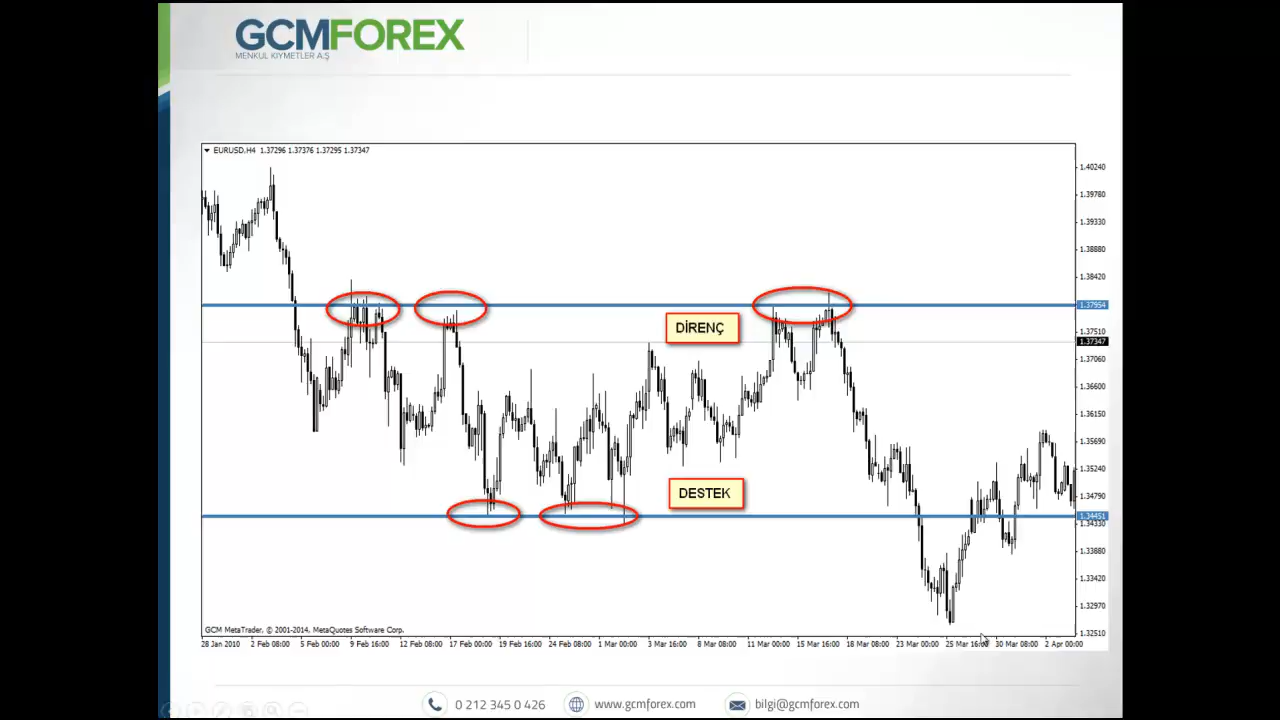 GCMFOREX
MENKUL KIYMETLER A.Ş
EURUSD,H4 1.37296 1.37376 1.37295 1.37347
1.40240
1.39780
1.39330
1.38880
1.38420
1.37954
1.37510
1.37347
1.37060
1.36600
1.36150
1.35690
1.35240
1.34790
1.34451
1.34330
1.33880
1.33420
1.32970
1.32510
DİRENÇ
DESTEK
GCM MetaTrader, © 2001-2014, MetaQuotes Software Corp.
28 Jan 2010 2 Feb 08:00 5 Feb 00:00 9 Feb 16:00 12 Feb 08:00 17 Feb 00:00 19 Feb 16:00 24 Feb 08:00 1 Mar 00:00 3 Mar 16:00 8 Mar 08:00 11 Mar 00:00 15 Mar 16:00 18 Mar 08:00 23 Mar 00:00 25 Mar 16:00 30 Mar 08:00 2 Apr 00:00
0 212 345 0 426 www.gcmforex.com bilgi@gcmforex.com